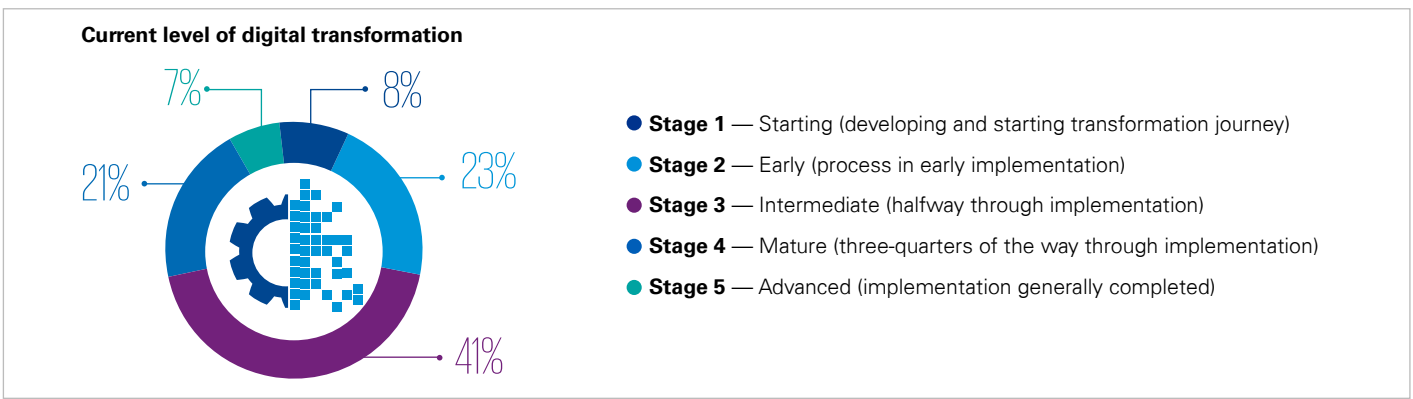 Current level of digital transformation
7%
8%
21%
23%
41%
Stage 1 — Starting (developing and starting transformation journey)
Stage 2 — Early (process in early implementation)
Stage 3 — Intermediate (halfway through implementation)
Stage 4 — Mature (three-quarters of the way through implementation)
Stage 5 — Advanced (implementation generally completed)